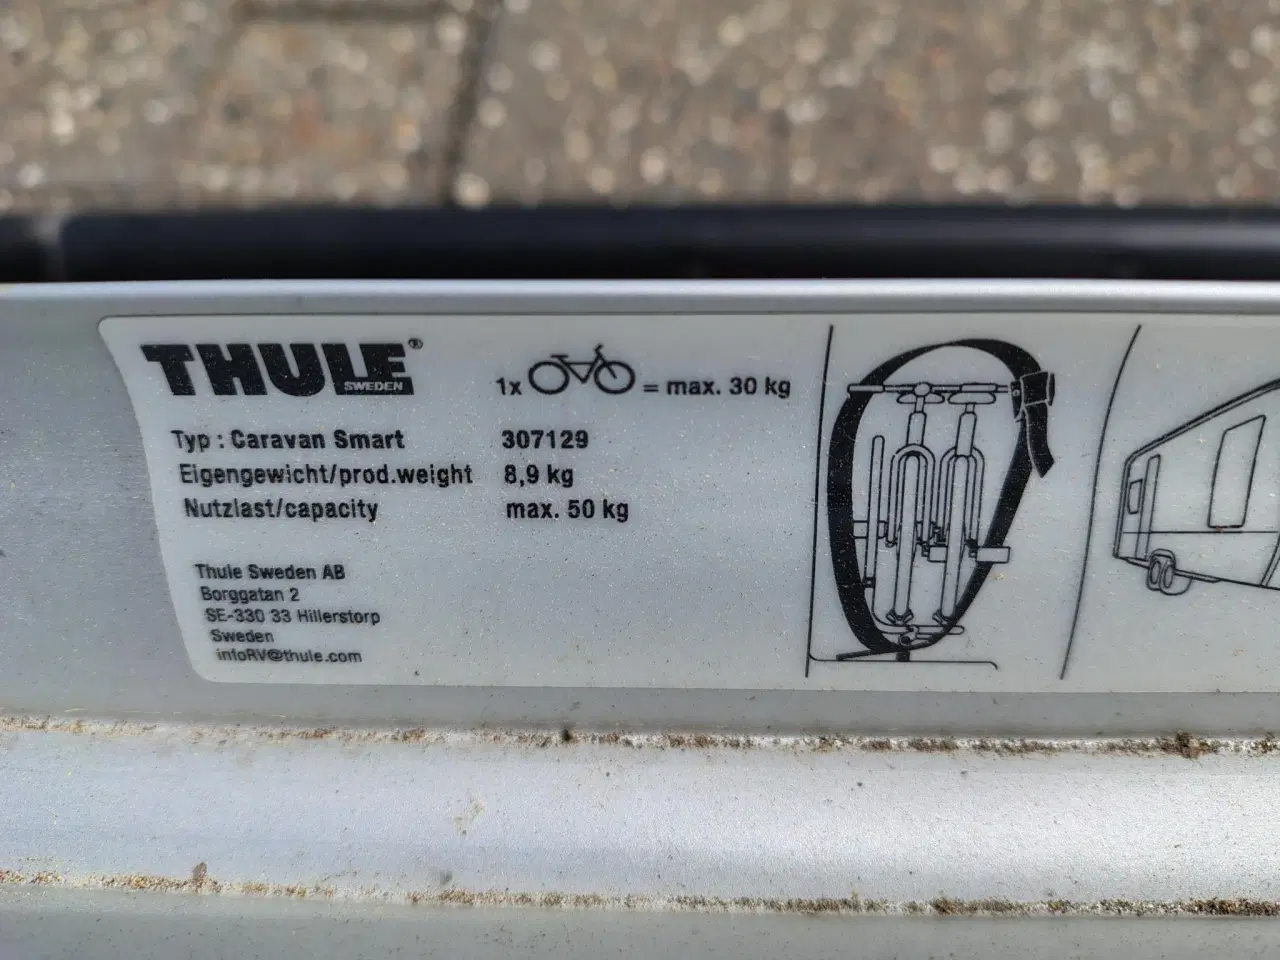 THULE®
SWEDEN
1x = max. 30 kg
Typ : Caravan Smart 307129
Eigengewicht/prod.weight 8,9 kg
Nutzlast/capacity max. 50 kg
Thule Sweden AB
Borggatan 2
SE-330 33 Hillerstorp
Sweden
infoRV@thule.com